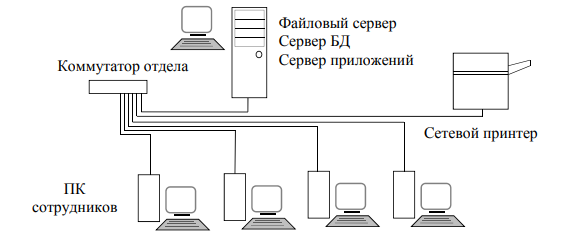 Файловый сервер
Сервер БД
Сервер приложений
Коммутатор отдела
Сетевой принтер
ПК
сотрудников